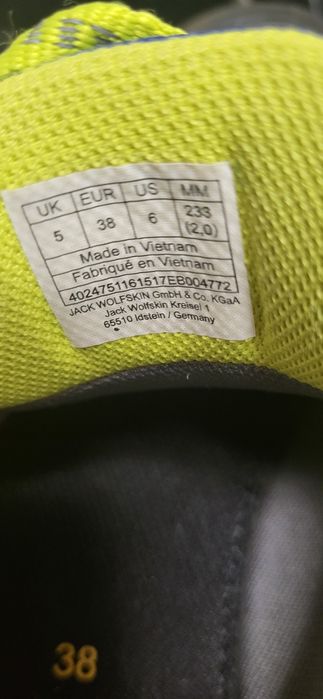 UK EUR US MM
5 38 6 233
(2.0)
Made in Vietnam
Fabriqué en Vietnam
4024751161517EB004772
JACK WOLFSKIN GmbH & Co. KGaA
Jack Wolfskin Kreisel 1
65510 Idstein / Germany
38